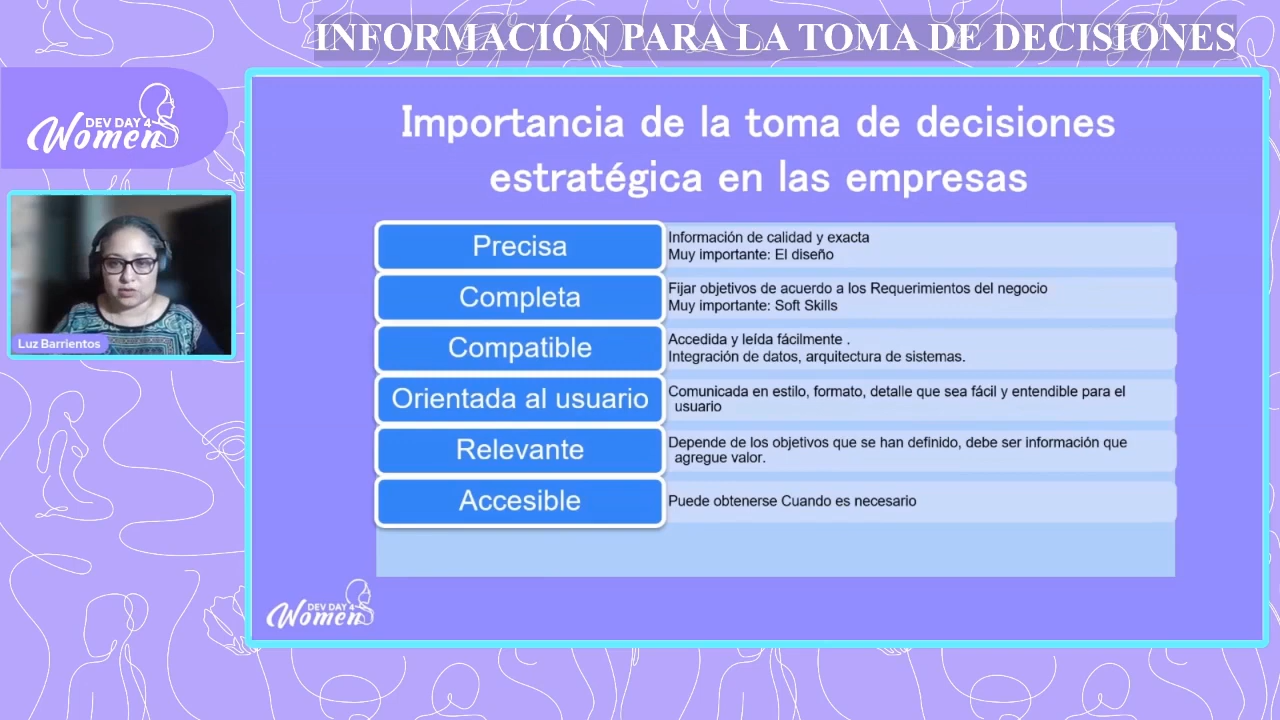 INFORMACIÓN PARA LA TOMA DE DECISIONES
DEV DAY 4
Women
Luz Barrientos
Importancia de la toma de decisiones
estratégica en las empresas
Precisa
Información de calidad y exacta
Muy importante: El diseño
Completa
Fijar objetivos de acuerdo a los Requerimientos del negocio
Muy importante: Soft Skills
Compatible
Accedida y leída fácilmente .
Integración de datos, arquitectura de sistemas.
Orientada al usuario
Comunicada en estilo, formato, detalle que sea fácil y entendible para el
usuario
Relevante
Depende de los objetivos que se han definido, debe ser información que
agregue valor.
Accesible
Puede obtenerse Cuando es necesario
DEV DAY 4
Women